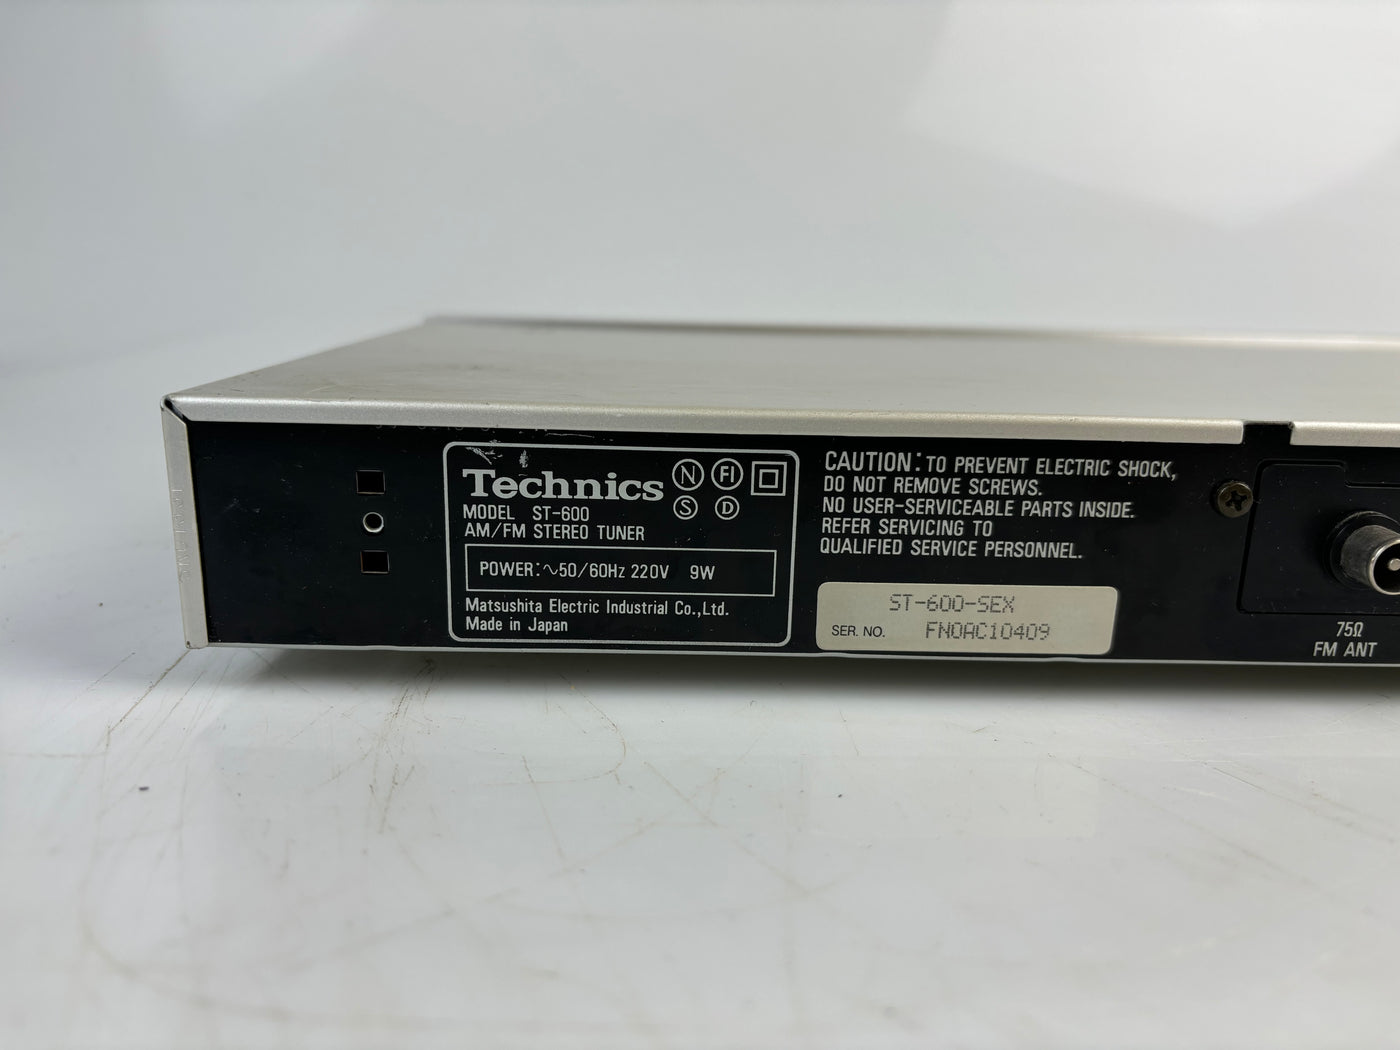 Technics
N FI
S D
MODEL ST-600
AM/FM STEREO TUNER
POWER:∿50/60Hz 220V 9W
Matsushita Electric Industrial Co.,Ltd.
Made in Japan
CAUTION: TO PREVENT ELECTRIC SHOCK,
DO NOT REMOVE SCREWS.
NO USER-SERVICEABLE PARTS INSIDE.
REFER SERVICING TO
QUALIFIED SERVICE PERSONNEL.
ST-600-SEX
SER. NO. FN0AC10409
75Ω
FM ANT